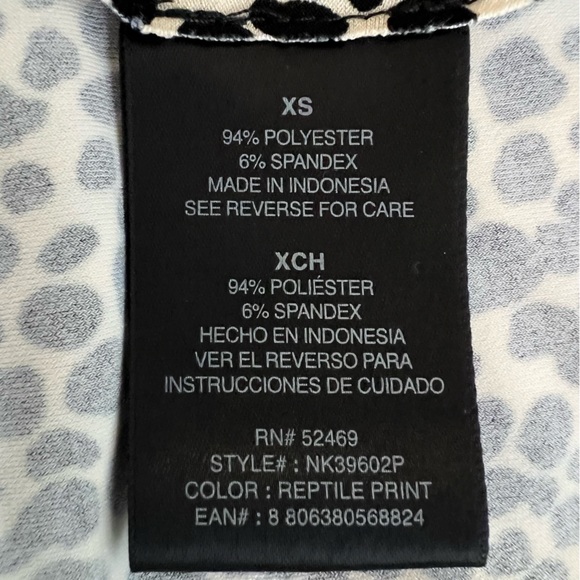 XS
94% POLYESTER
6% SPANDEX
MADE IN INDONESIA
SEE REVERSE FOR CARE
XCH
94% POLIÉSTER
6% SPANDEX
HECHO EN INDONESIA
VER EL REVERSO PARA
INSTRUCCIONES DE CUIDADO
RN# 52469
STYLE# : NK39602P
COLOR : REPTILE PRINT
EAN# : 8 806380568824